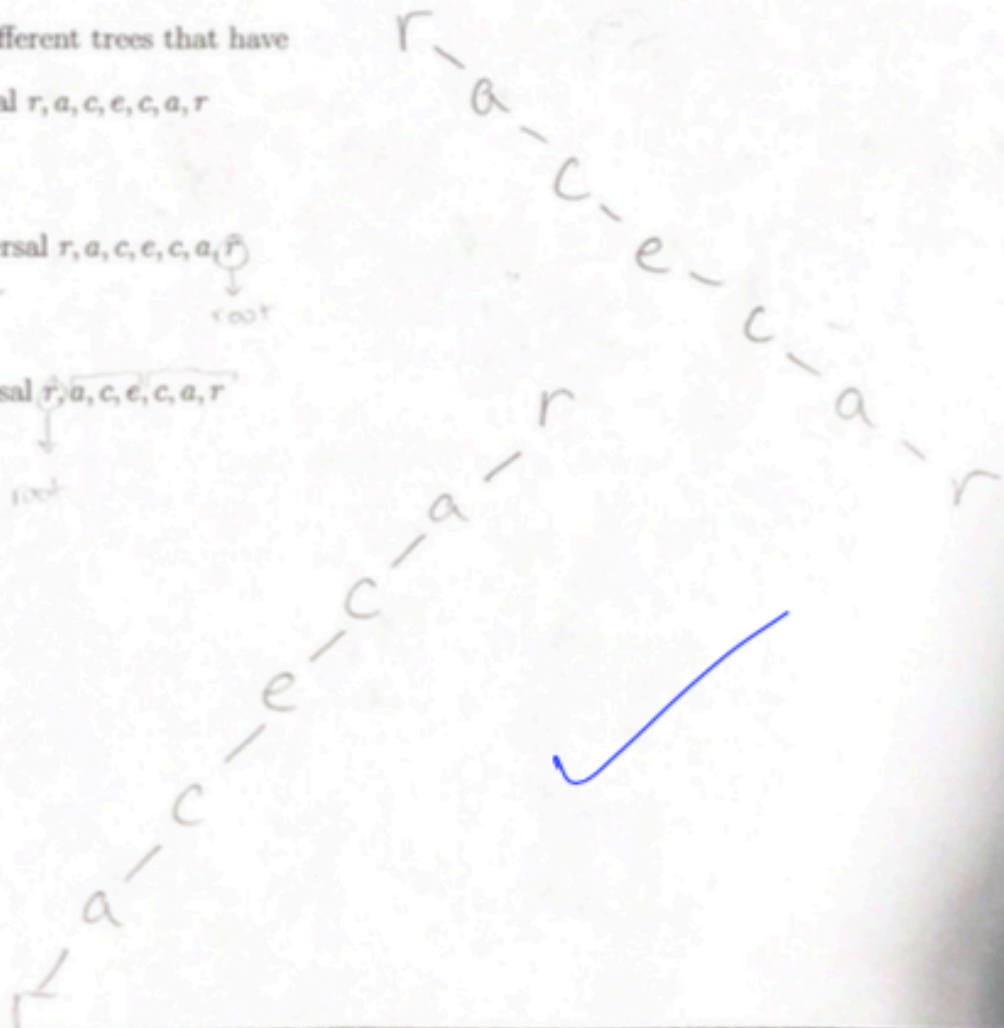 fferent trees that have
al r, a, c, e, c, a, r
rsal r, a, c, e, c, a, r
root
sal r, a, c, e, c, a, r
root
r
a
c
e
c
a
r
r
a
c
e
c
a
r